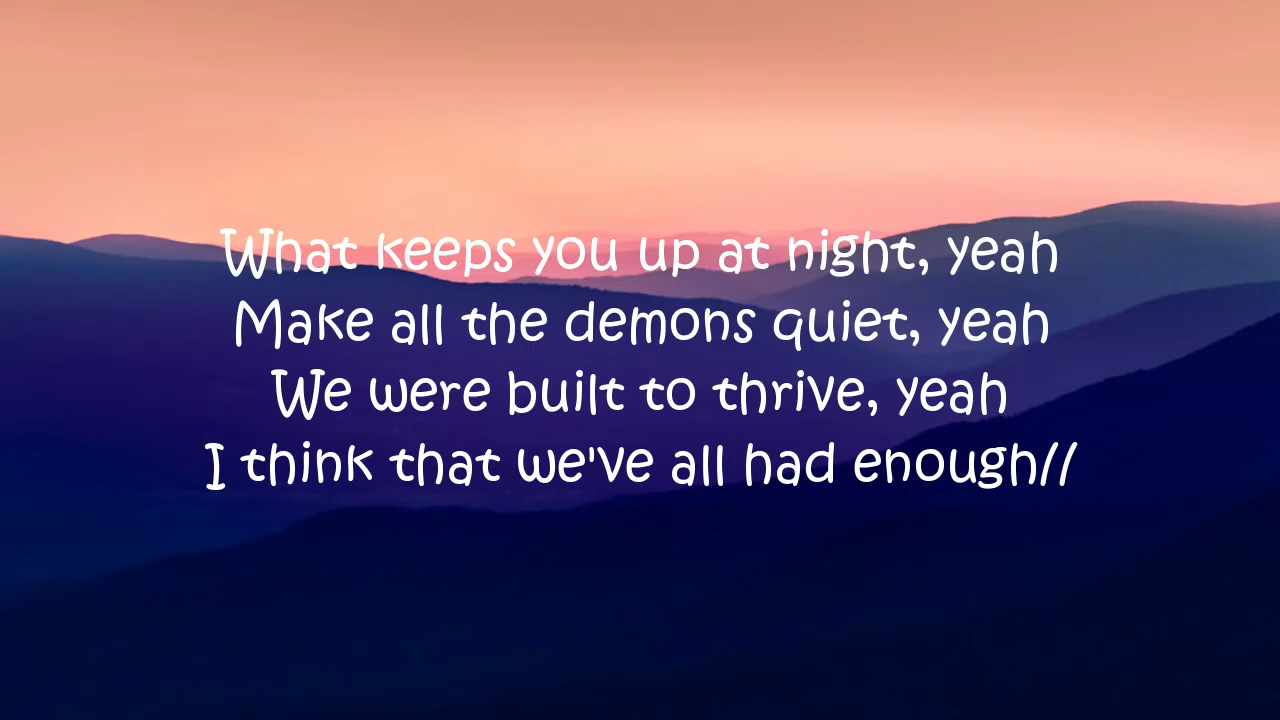 What keeps you up at night, yeah
Make all the demons quiet, yeah
We were built to thrive, yeah
I think that we've all had enough//